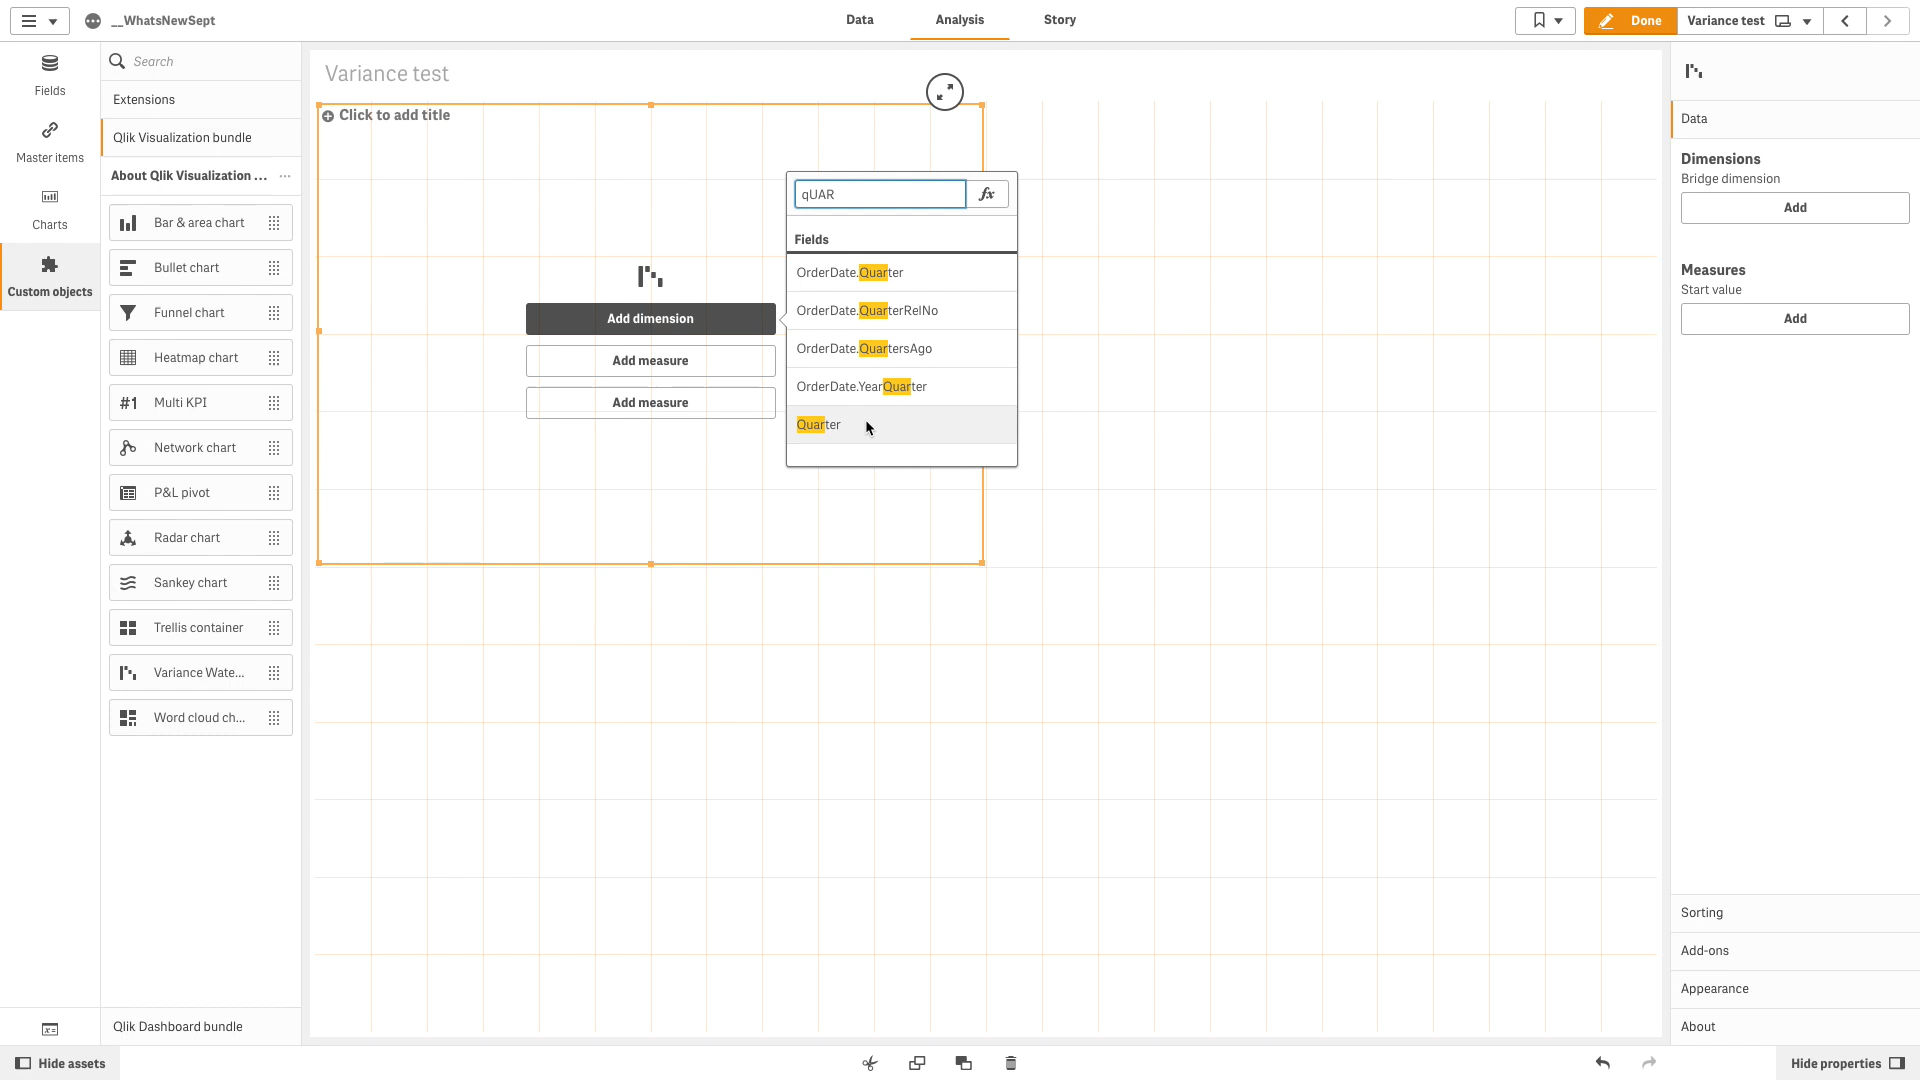 __WhatsNewSept
Data
Analysis
Story
Done
Variance test
Fields
Master items
Charts
Custom objects
Search
Extensions
Qlik Visualization bundle
About Qlik Visualization ...
Bar & area chart
Bullet chart
Funnel chart
Heatmap chart
#1 Multi KPI
Network chart
P&L pivot
Radar chart
Sankey chart
Trellis container
Variance Wate...
Word cloud ch...
Qlik Dashboard bundle
Variance test
Click to add title
Add dimension
Add measure
Add measure
qUAR
fx
Fields
OrderDate.Quarter
OrderDate.QuarterRelNo
OrderDate.QuartersAgo
OrderDate.YearQuarter
Quarter
Data
Dimensions
Bridge dimension
Add
Measures
Start value
Add
Sorting
Add-ons
Appearance
About
Hide assets
Hide properties